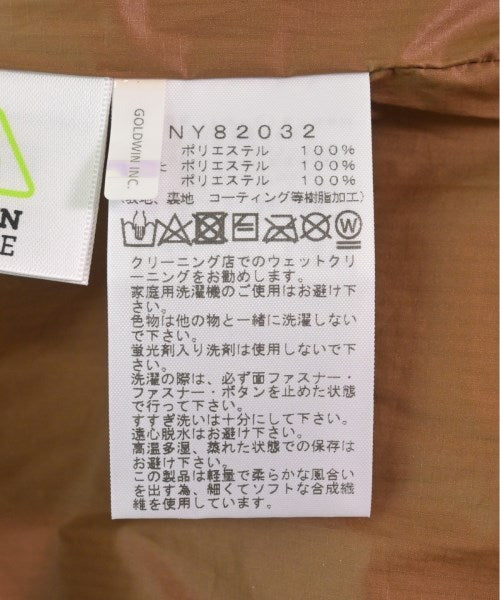 GOLDWIN INC.
NY82032
ポリエステル 100%
ポリエステル 100%
ポリエステル 100%
裏地 コーティング等樹脂加工)
クリーニング店でのウェットクリ
ーニングをお勧めします。
家庭用洗濯機のご使用はお避け下
さい。
色物は他の物と一緒に洗濯しない
で下さい。
蛍光剤入り洗剤は使用しないで下
さい。
洗濯の際は、必ず面ファスナー・
ファスナー・ボタンを止めた状態
で行って下さい。
すすぎ洗いは十分にして下さい。
遠心脱水はお避け下さい。
高温多湿、蒸れた状態での保存は
お避け下さい。
この製品は軽量で柔らかな風合い
を出す為、細くてソフトな合成繊
維を使用しています。
N
E
W